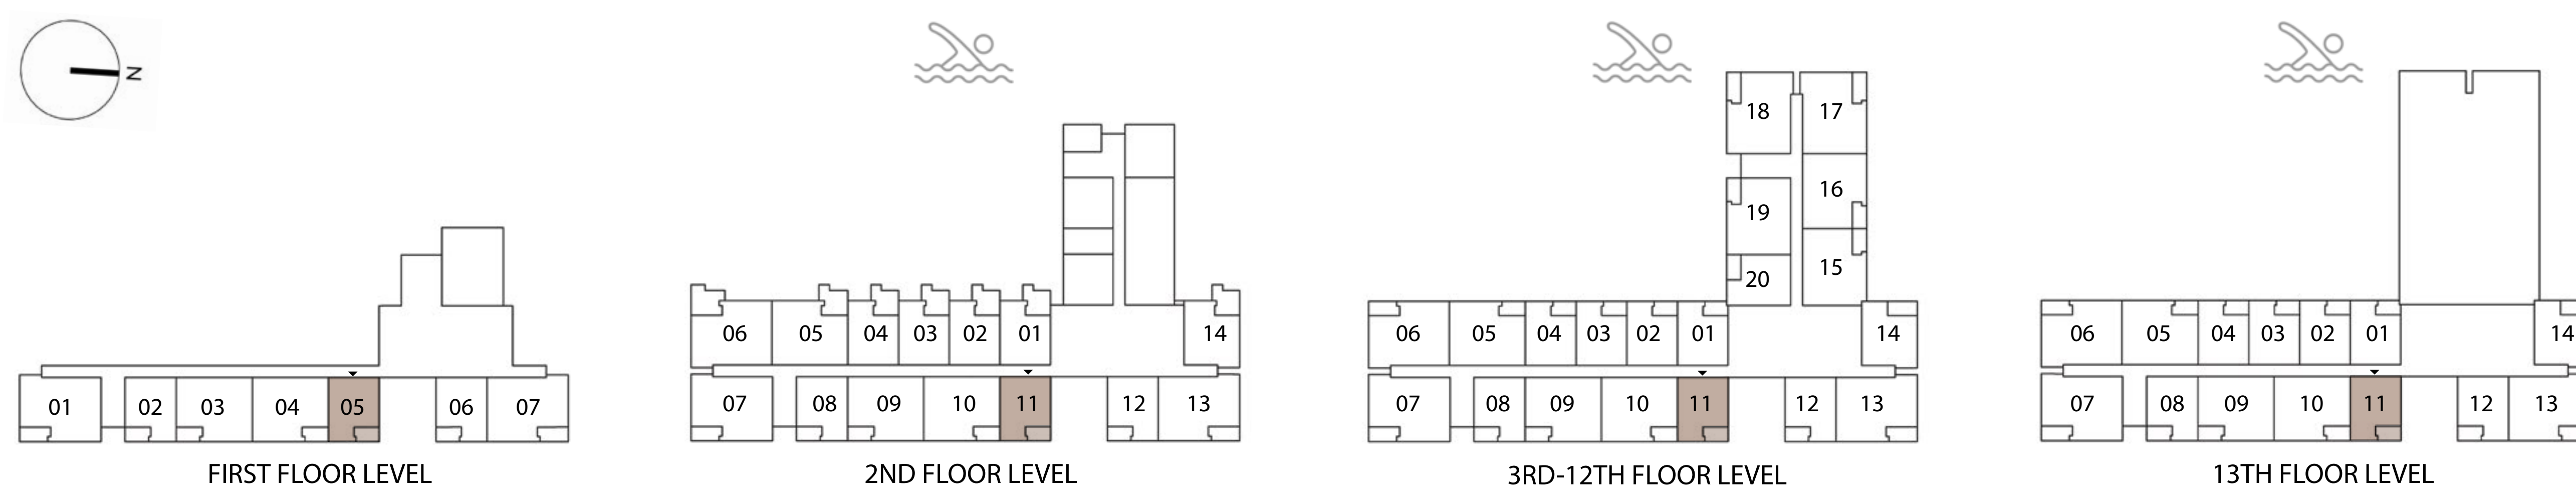 N
18 17
16
19
15
20
06 05 04 03 02 01 14
06 05 04 03 02 01 14
06 05 04 03 02 01 14
01 02 03 04 05 06 07
07 08 09 10 11 12 13
07 08 09 10 11 12 13
07 08 09 10 11 12 13
FIRST FLOOR LEVEL
2ND FLOOR LEVEL
3RD-12TH FLOOR LEVEL
13TH FLOOR LEVEL